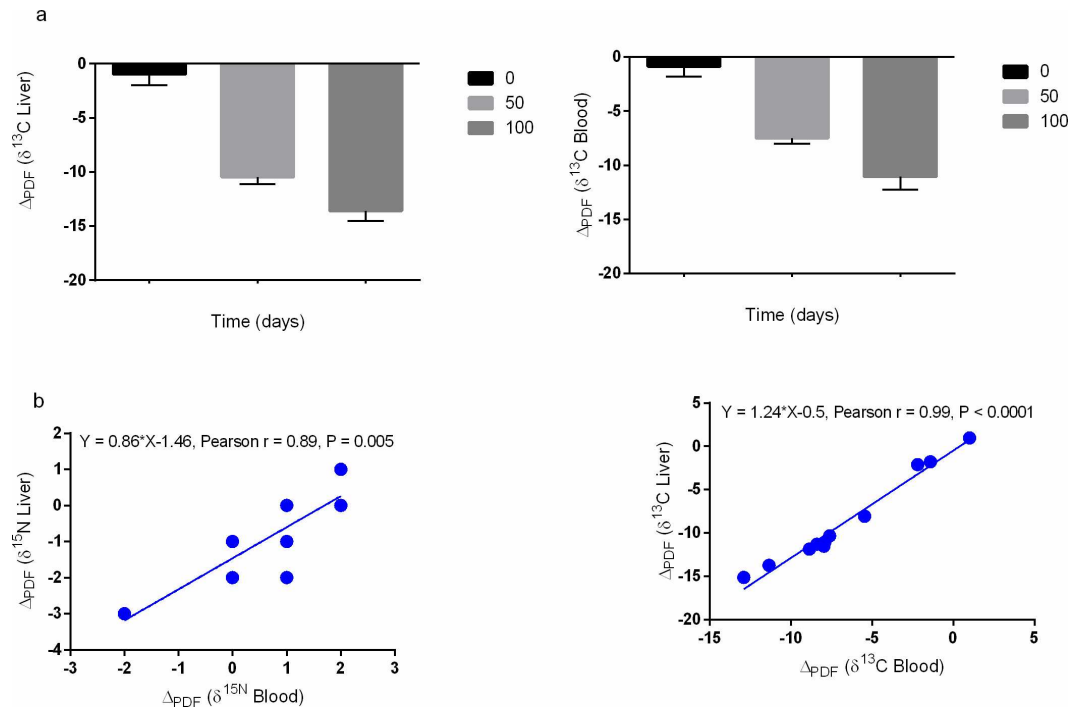 a
0
-5
-10
-15
-20
ΔPDF (δ13C Liver)
Time (days)
0
50
100
0
-5
-10
-15
-20
ΔPDF (δ13C Blood)
Time (days)
0
50
100
b
Y = 0.86*X-1.46, Pearson r = 0.89, P = 0.005
2
1
0
-1
-2
-3
-4
ΔPDF (δ15N Liver)
-3 -2 -1 0 1 2 3
ΔPDF (δ15N Blood)
Y = 1.24*X-0.5, Pearson r = 0.99, P < 0.0001
5
0
-5
-10
-15
-20
ΔPDF (δ13C Liver)
-15 -10 -5 0 5
ΔPDF (δ13C Blood)